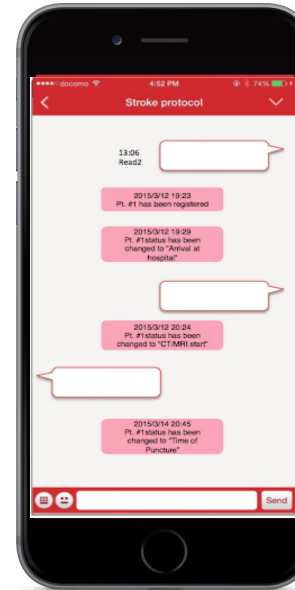 docomo 4:52 PM 74%
Stroke protocol
13:06
Read2
2015/3/12 19:23
Pt. #1 has been registered
2015/3/12 19:29
Pt. #1status has been
changed to "Arrival at
hospital"
2015/3/12 20:24
Pt. #1status has been
changed to "CT/MRI start"
2015/3/14 20:45
Pt. #1status has been
changed to "Time of
Puncture"
Send